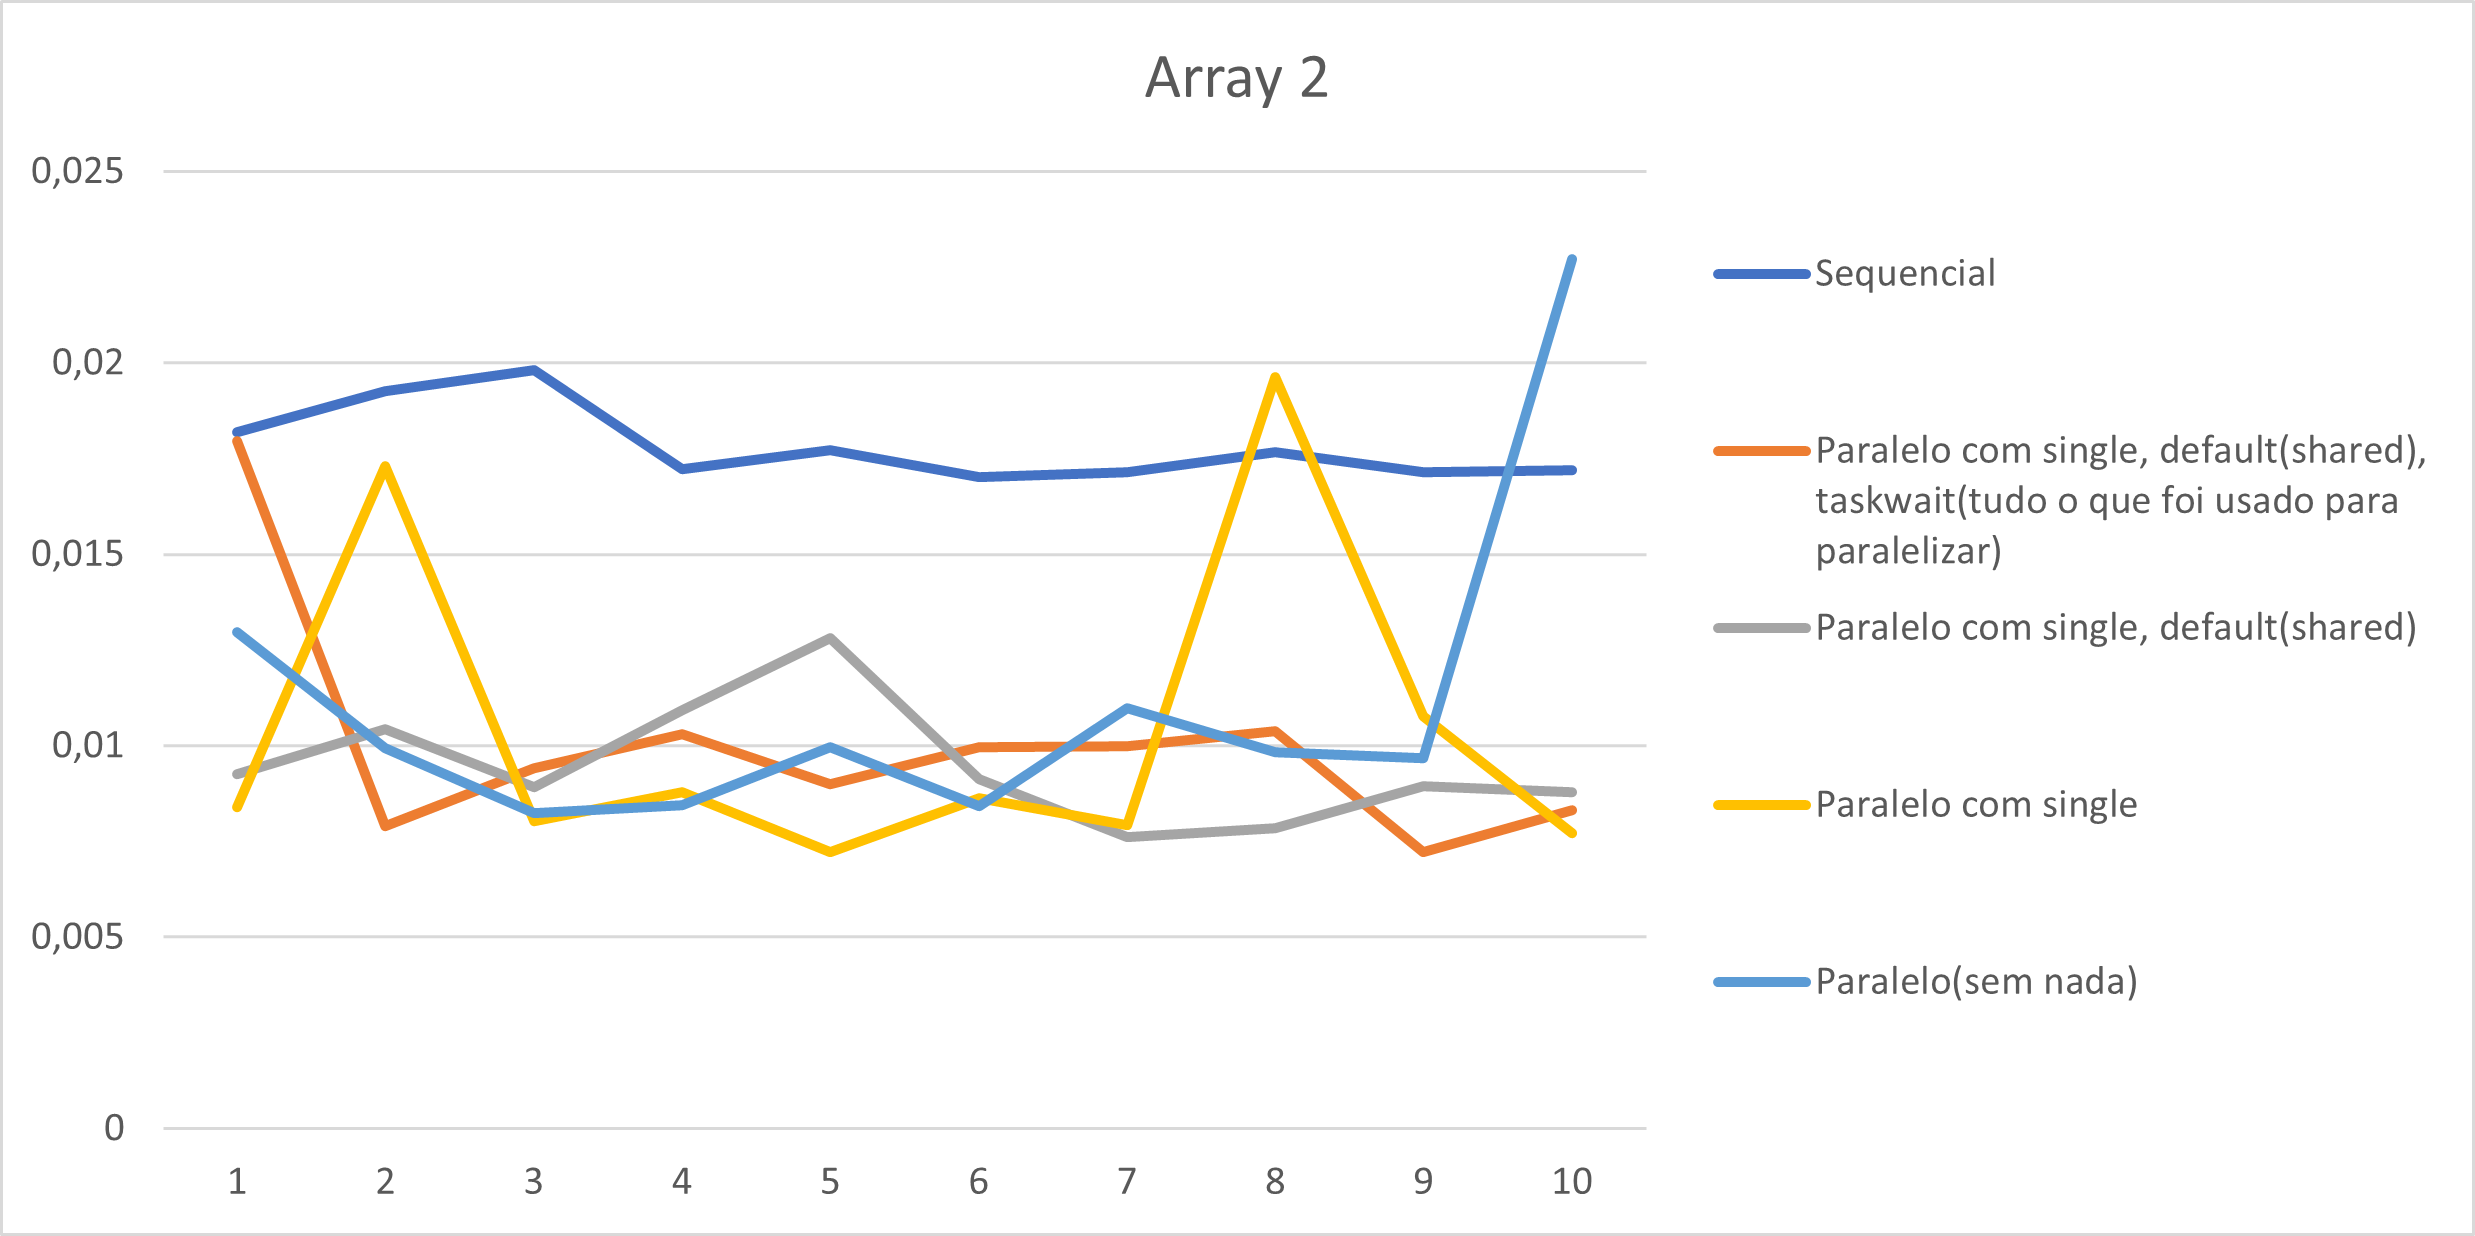 Array 2
0,025
0,02
0,015
0,01
0,005
0
1 2 3 4 5 6 7 8 9 10
Sequencial
Paralelo com single, default(shared),
taskwait(tudo o que foi usado para
paralelizar)
Paralelo com single, default(shared)
Paralelo com single
Paralelo(sem nada)